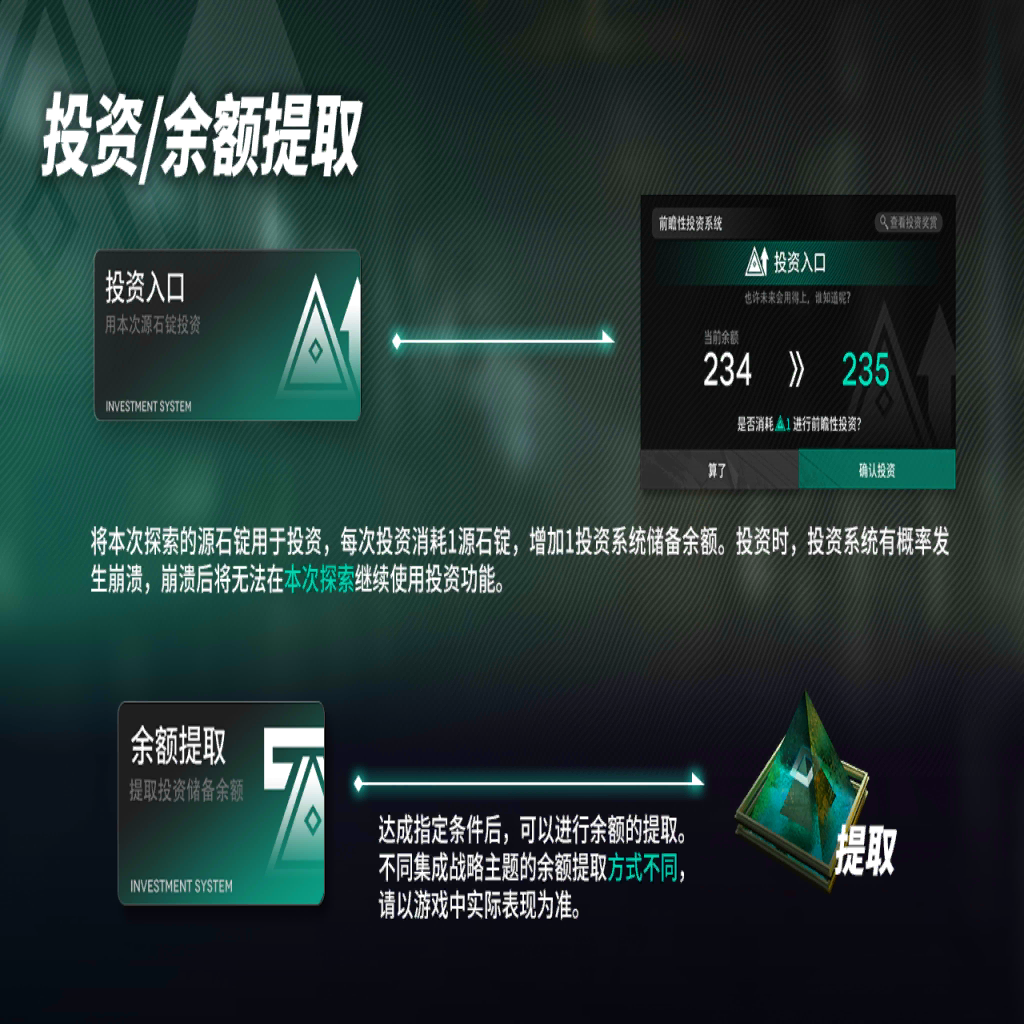 投资/余额提取
投资入口
用本次源石锭投资
INVESTMENT SYSTEM
前瞻性投资系统
查看投资奖赏
投资入口
也许未来会用得上，谁知道呢？
当前余额
234 》 235
是否消耗1进行前瞻性投资？
算了
确认投资
将本次探索的源石锭用于投资，每次投资消耗1源石锭，增加1投资系统储备余额。投资时，投资系统有概率发
生崩溃，崩溃后将无法在本次探索继续使用投资功能。
余额提取
提取投资储备余额
INVESTMENT SYSTEM
达成指定条件后，可以进行余额的提取。
不同集成战略主题的余额提取方式不同，
请以游戏中实际表现为准。
提取